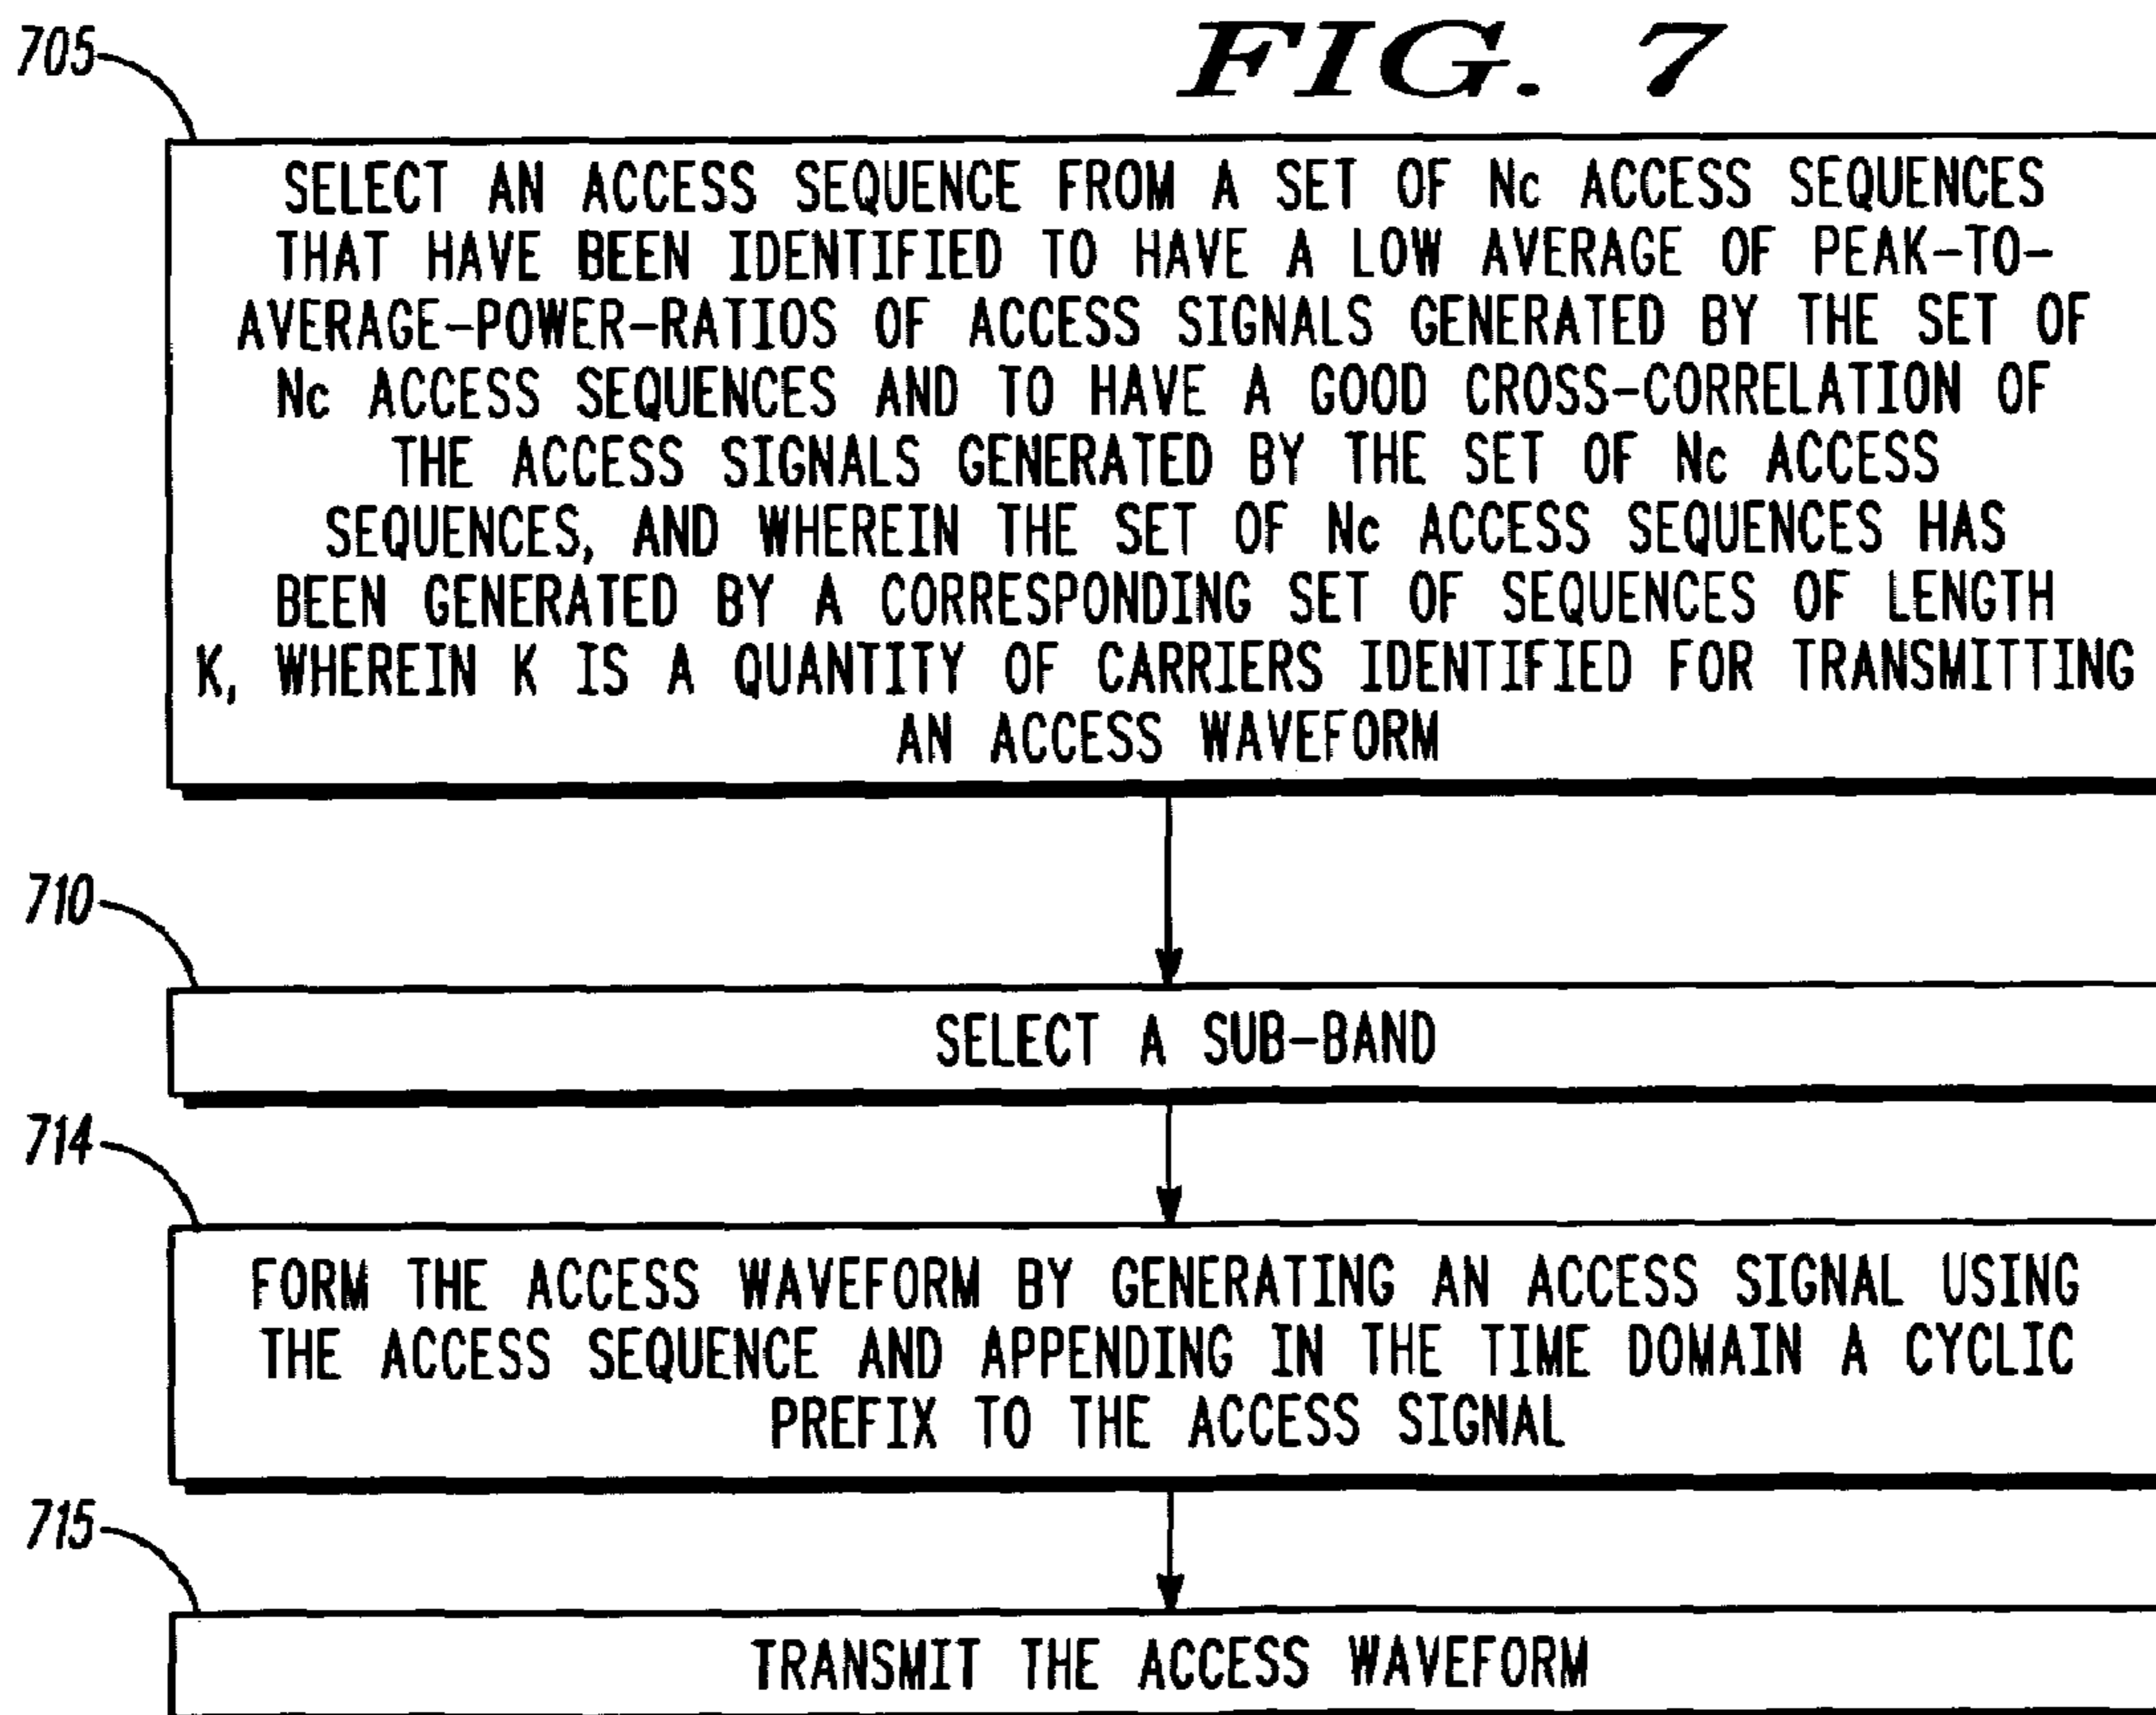 FIG. 7
705
SELECT AN ACCESS SEQUENCE FROM A SET OF Nc ACCESS SEQUENCES
THAT HAVE BEEN IDENTIFIED TO HAVE A LOW AVERAGE OF PEAK-TO-
AVERAGE-POWER-RATIOS OF ACCESS SIGNALS GENERATED BY THE SET OF
Nc ACCESS SEQUENCES AND TO HAVE A GOOD CROSS-CORRELATION OF
THE ACCESS SIGNALS GENERATED BY THE SET OF Nc ACCESS
SEQUENCES, AND WHEREIN THE SET OF Nc ACCESS SEQUENCES HAS
BEEN GENERATED BY A CORRESPONDING SET OF SEQUENCES OF LENGTH
K, WHEREIN K IS A QUANTITY OF CARRIERS IDENTIFIED FOR TRANSMITTING
AN ACCESS WAVEFORM
710
SELECT A SUB-BAND
714
FORM THE ACCESS WAVEFORM BY GENERATING AN ACCESS SIGNAL USING
THE ACCESS SEQUENCE AND APPENDING IN THE TIME DOMAIN A CYCLIC
PREFIX TO THE ACCESS SIGNAL
715
TRANSMIT THE ACCESS WAVEFORM